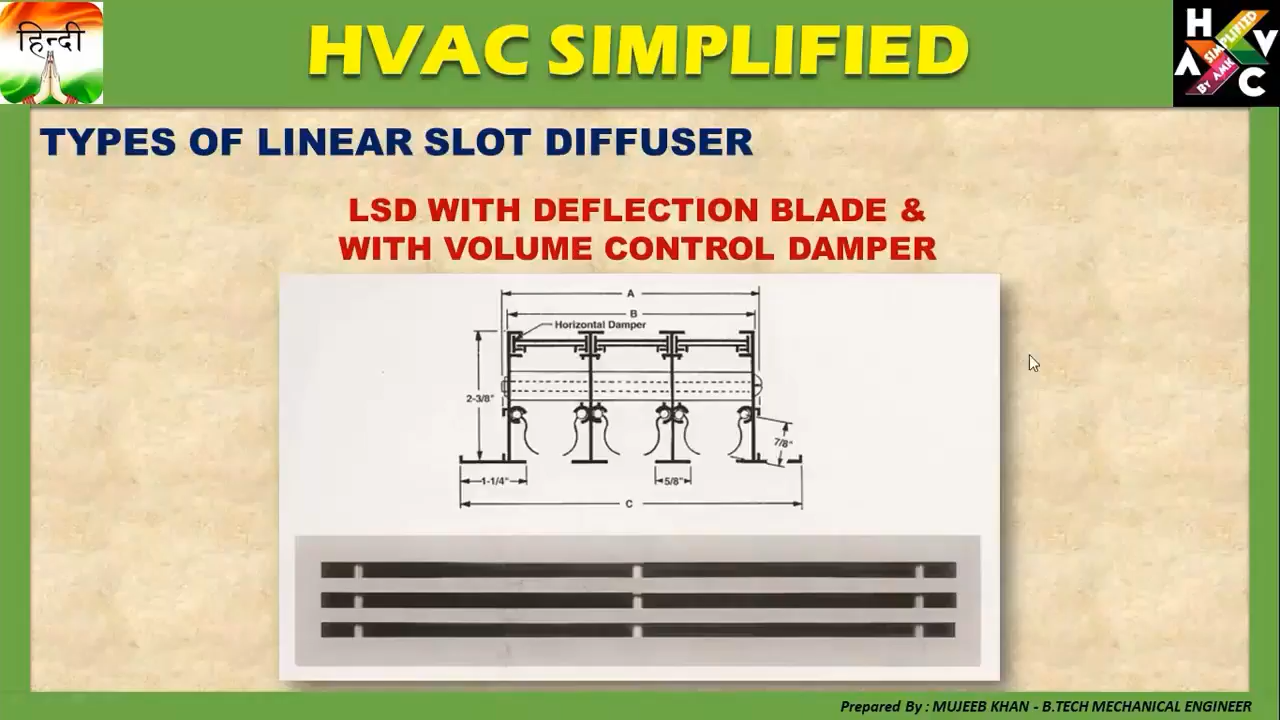 हिन्दी
HVAC SIMPLIFIED
H V A C
SIMPLIFIED
BY AMK
TYPES OF LINEAR SLOT DIFFUSER
LSD WITH DEFLECTION BLADE &
WITH VOLUME CONTROL DAMPER
A
B
Horizontal Damper
2-3/8"
7/8"
1-1/4"
5/8"
C
Prepared By : MUJEEB KHAN - B.TECH MECHANICAL ENGINEER